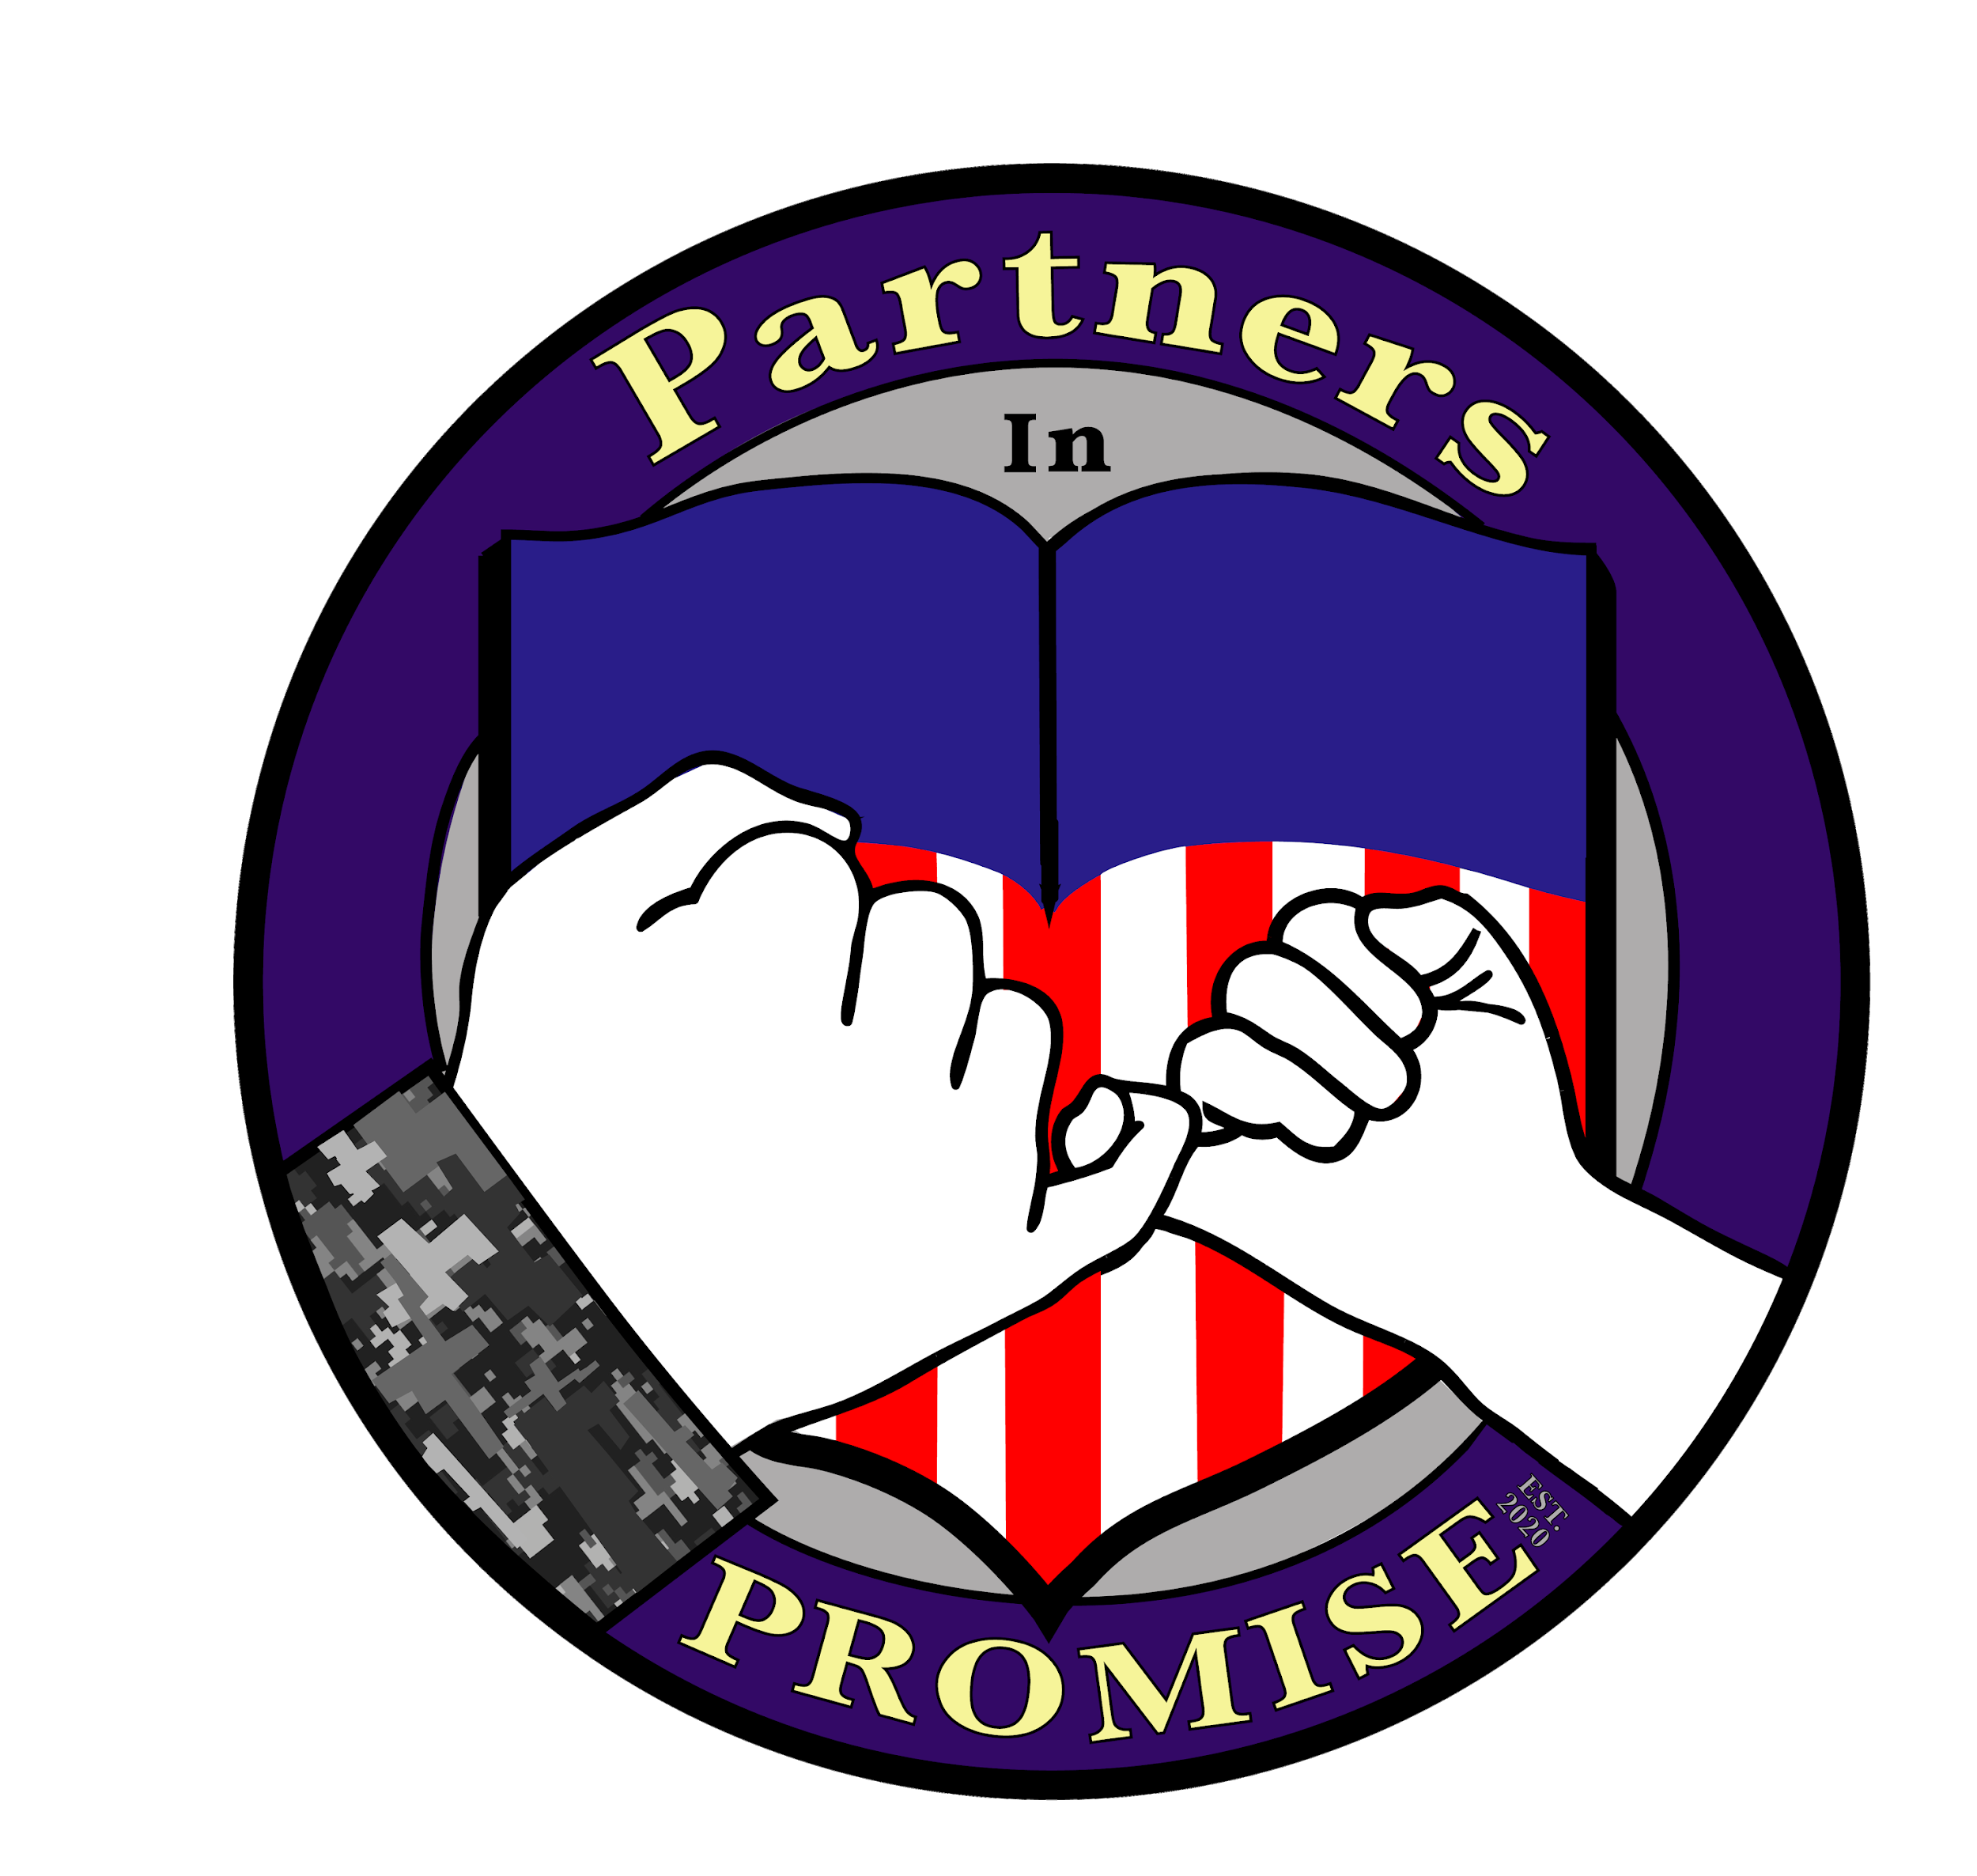 Partners
In
PROMISE
EST.
2020